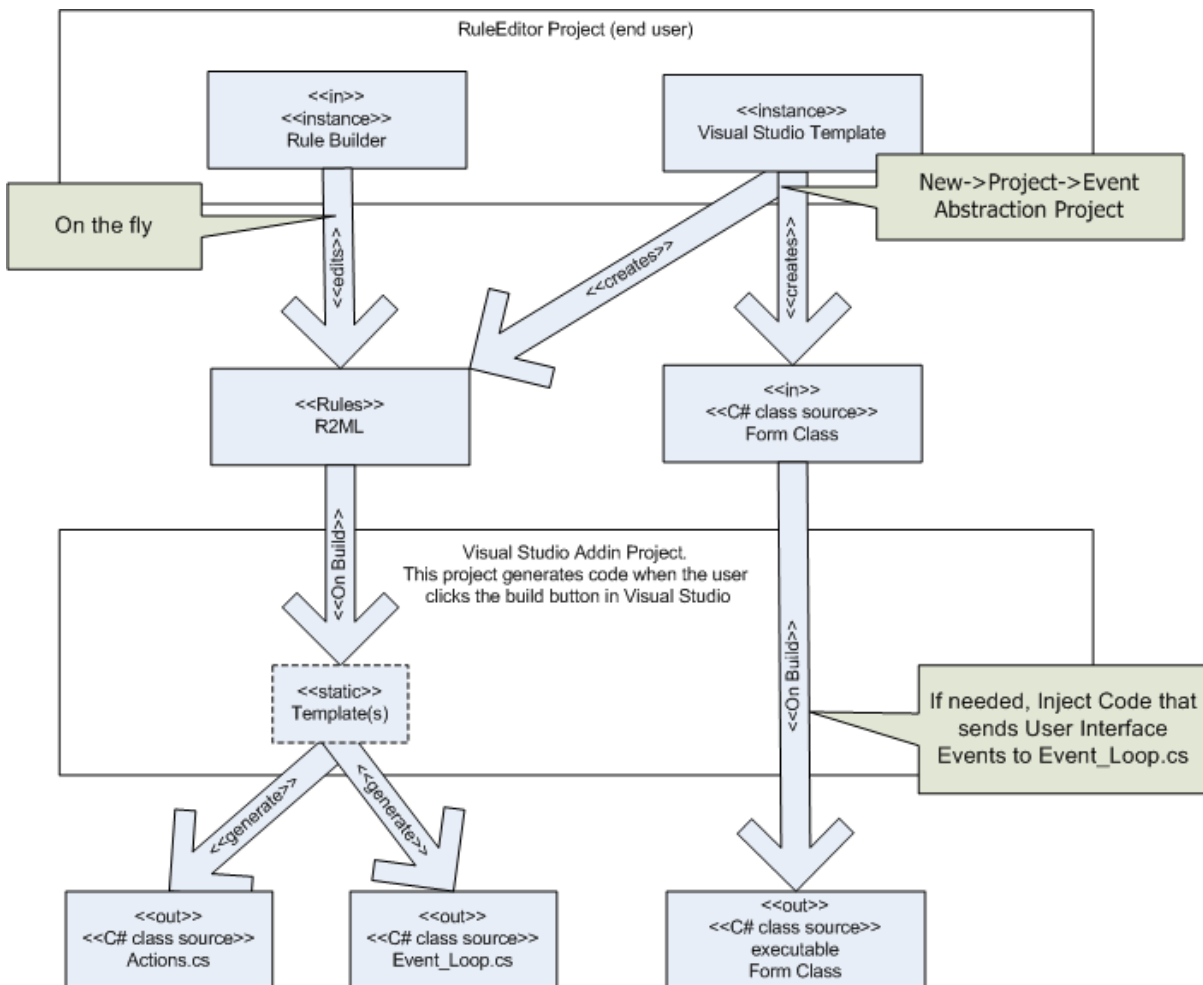 RuleEditor Project (end user)
<<in>>
<<instance>>
Rule Builder
<<instance>>
Visual Studio Template
On the fly
New->Project->Event
Abstraction Project
<<edits>>
<<creates>>
<<creates>>
<<Rules>>
R2ML
<<in>>
<<C# class source>>
Form Class
<<On Build>>
Visual Studio Addin Project.
This project generates code when the user
clicks the build button in Visual Studio
<<On Build>>
<<static>>
Template(s)
If needed, Inject Code that
sends User Interface
Events to Event_Loop.cs
<<generate>>
<<generate>>
<<out>>
<<C# class source>>
Actions.cs
<<out>>
<<C# class source>>
Event_Loop.cs
<<out>>
<<C# class source>>
executable
Form Class